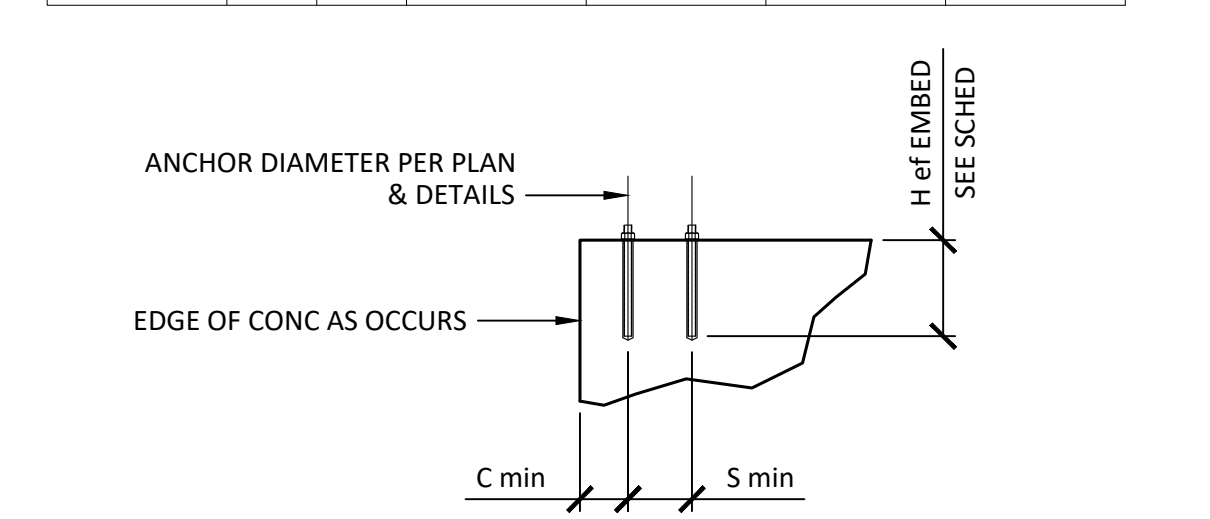 H ef EMBED
SEE SCHED
ANCHOR DIAMETER PER PLAN
& DETAILS
EDGE OF CONC AS OCCURS
C min
S min